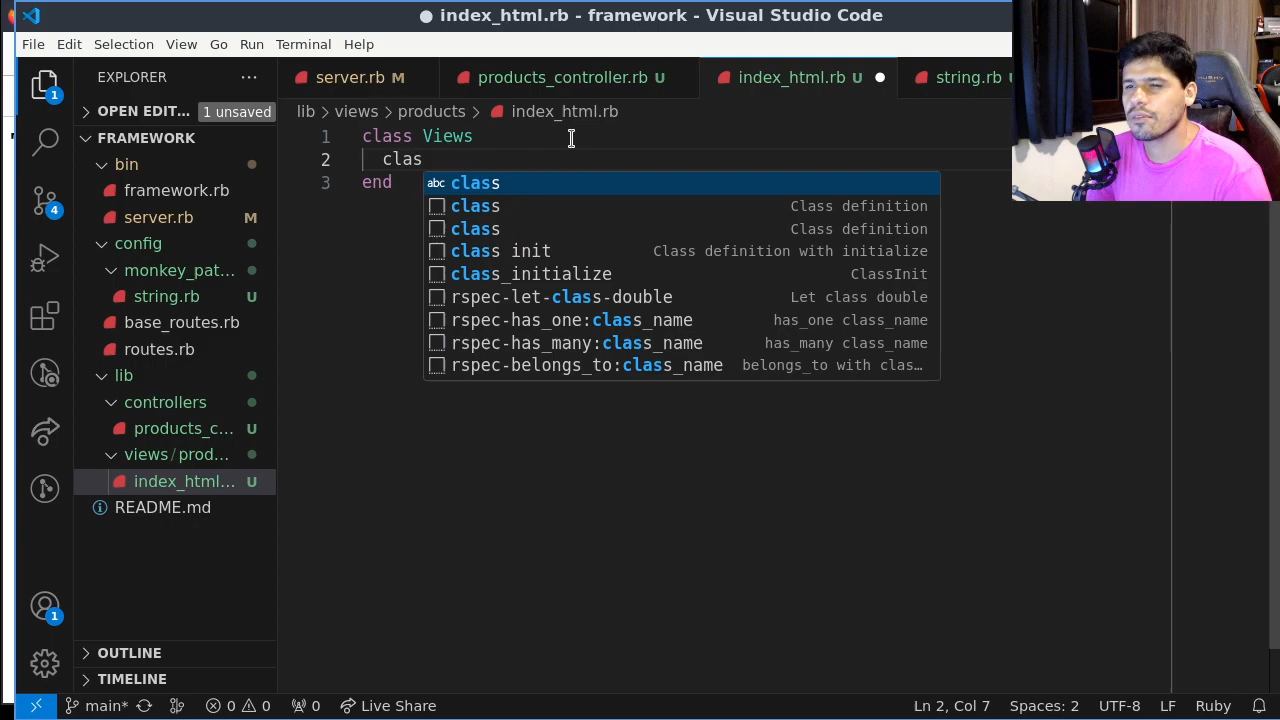 index_html.rb - framework - Visual Studio Code
File Edit Selection View Go Run Terminal Help
EXPLORER
server.rb M
products_controller.rb U
index_html.rb U
string.rb
OPEN EDIT... 1 unsaved
lib > views > products > index_html.rb
FRAMEWORK
bin
framework.rb
server.rb M
config
monkey_pat...
string.rb U
base_routes.rb
routes.rb
lib
controllers
products_c... U
views/prod...
index_html... U
README.md
OUTLINE
TIMELINE
1 class Views
2 clas
3 end
abc class
class Class definition
class Class definition
class init Class definition with initialize
class_initialize ClassInit
rspec-let-class-double Let class double
rspec-has_one:class_name has_one class_name
rspec-has_many:class_name has_many class_name
rspec-belongs_to:class_name belongs_to with clas...
1
4
1
main* 0 0 0 Live Share Ln 2, Col 7 Spaces: 2 UTF-8 LF Ruby